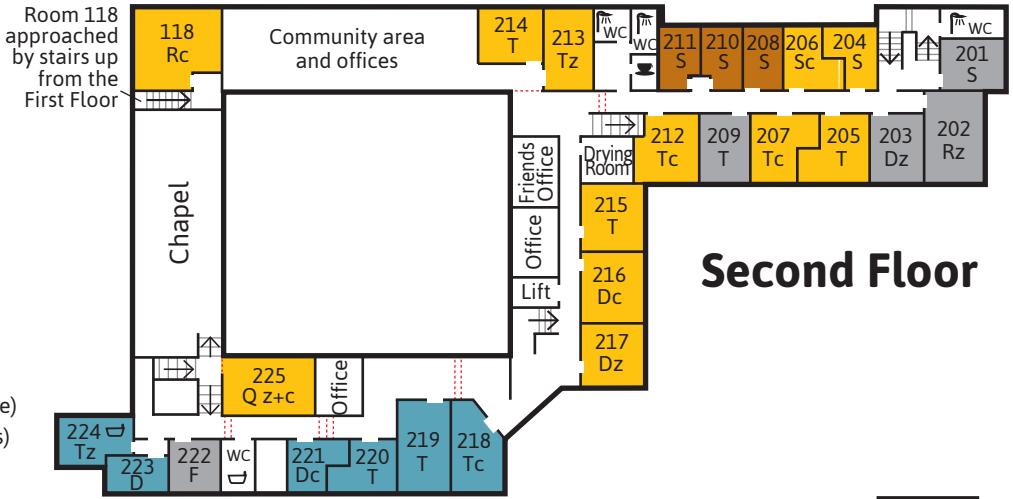 Room 118
approached
by stairs up
from the
First Floor
118
Rc
Community area
and offices
214
T
213
Tz
WC
WC
211
S
210
S
208
S
206
Sc
204
S
WC
201
S
212
Tc
209
T
207
Tc
205
T
203
Dz
202
Rz
Drying
Room
Friends
Office
Office
Lift
215
T
216
Dc
217
Dz
Second Floor
Chapel
225
Q z+c
Office
e)
s)
224
Tz
223
D
222
F
WC
221
Dc
220
T
219
T
218
Tc